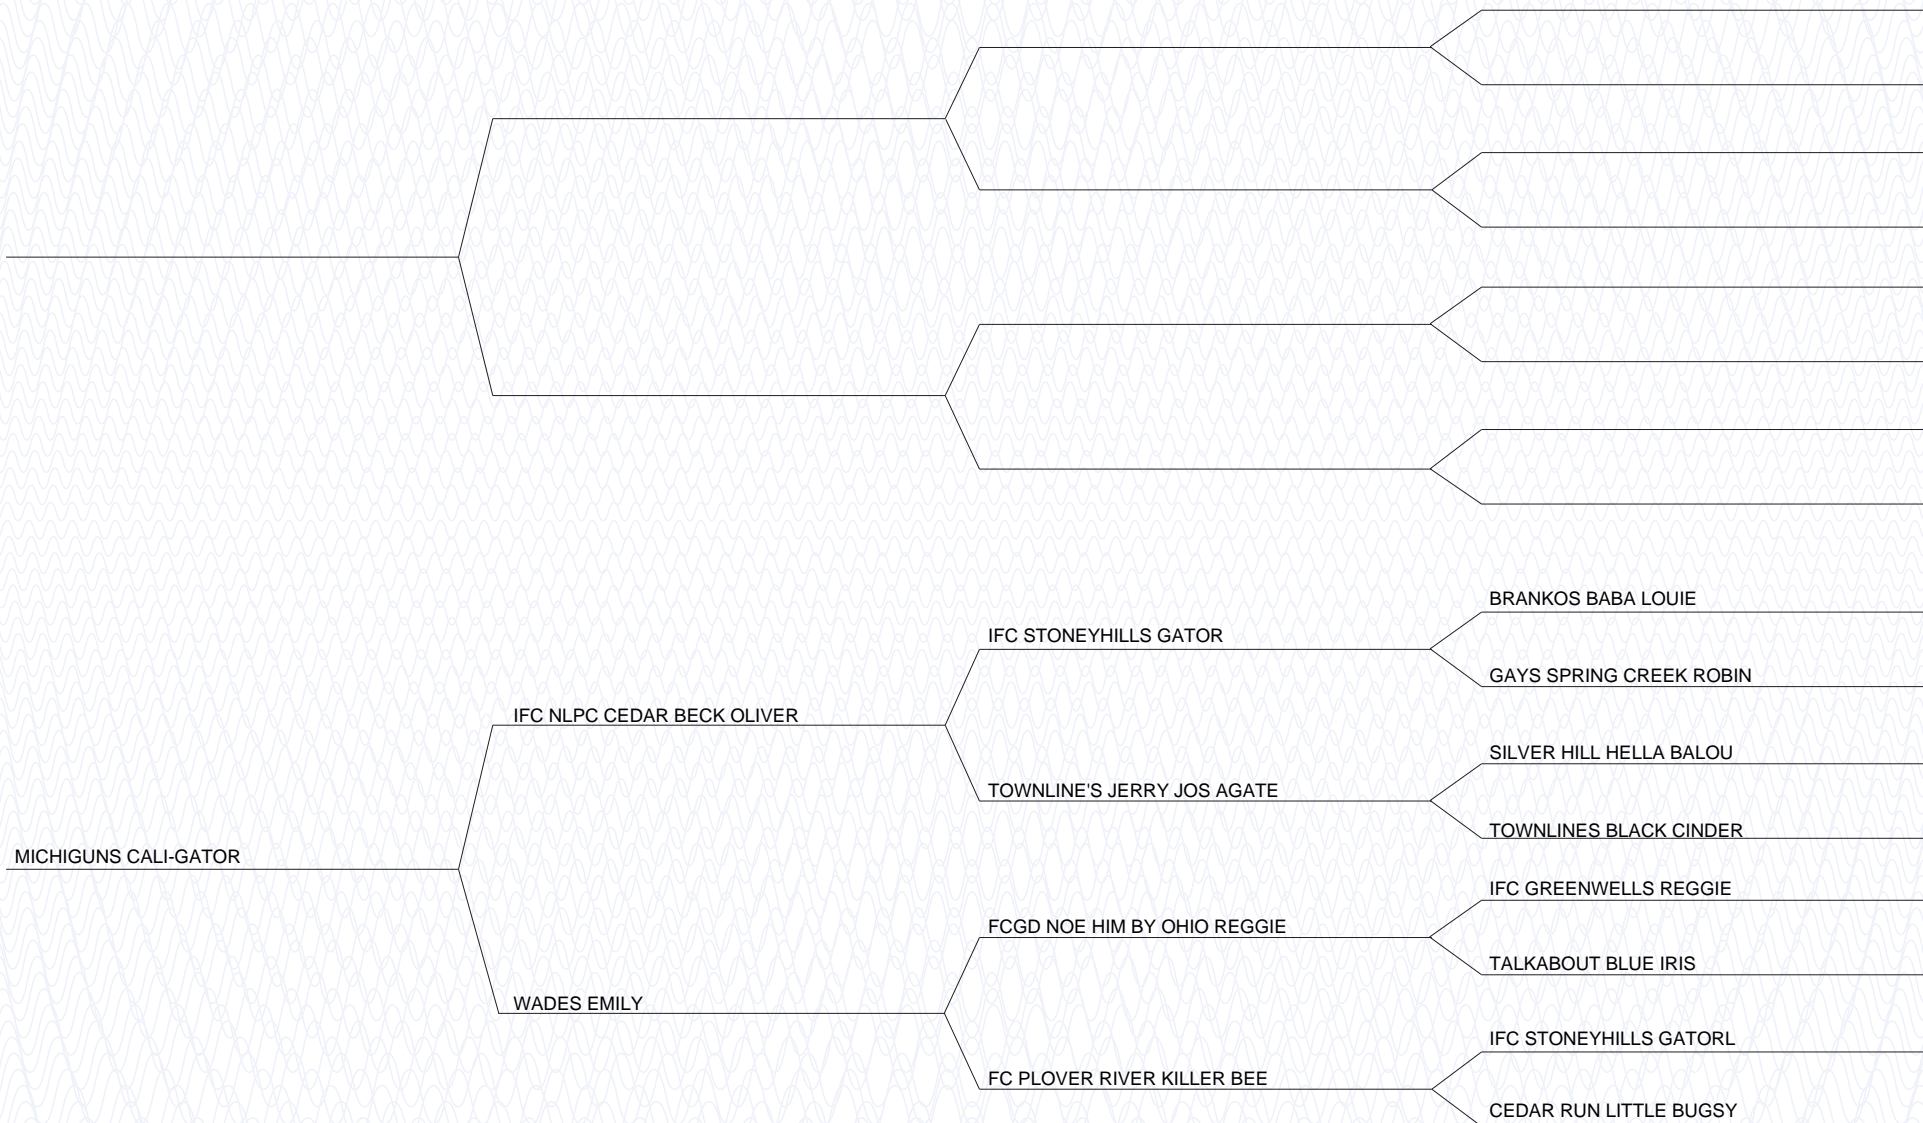 BRANKOS BABA LOUIE
IFC STONEYHILLS GATOR
GAYS SPRING CREEK ROBIN
IFC NLPC CEDAR BECK OLIVER
SILVER HILL HELLA BALOU
TOWNLINE'S JERRY JOS AGATE
TOWNLINES BLACK CINDER
MICHIGUNS CALI-GATOR
IFC GREENWELLS REGGIE
FCGD NOE HIM BY OHIO REGGIE
TALKABOUT BLUE IRIS
WADES EMILY
IFC STONEYHILLS GATORL
FC PLOVER RIVER KILLER BEE
CEDAR RUN LITTLE BUGSY